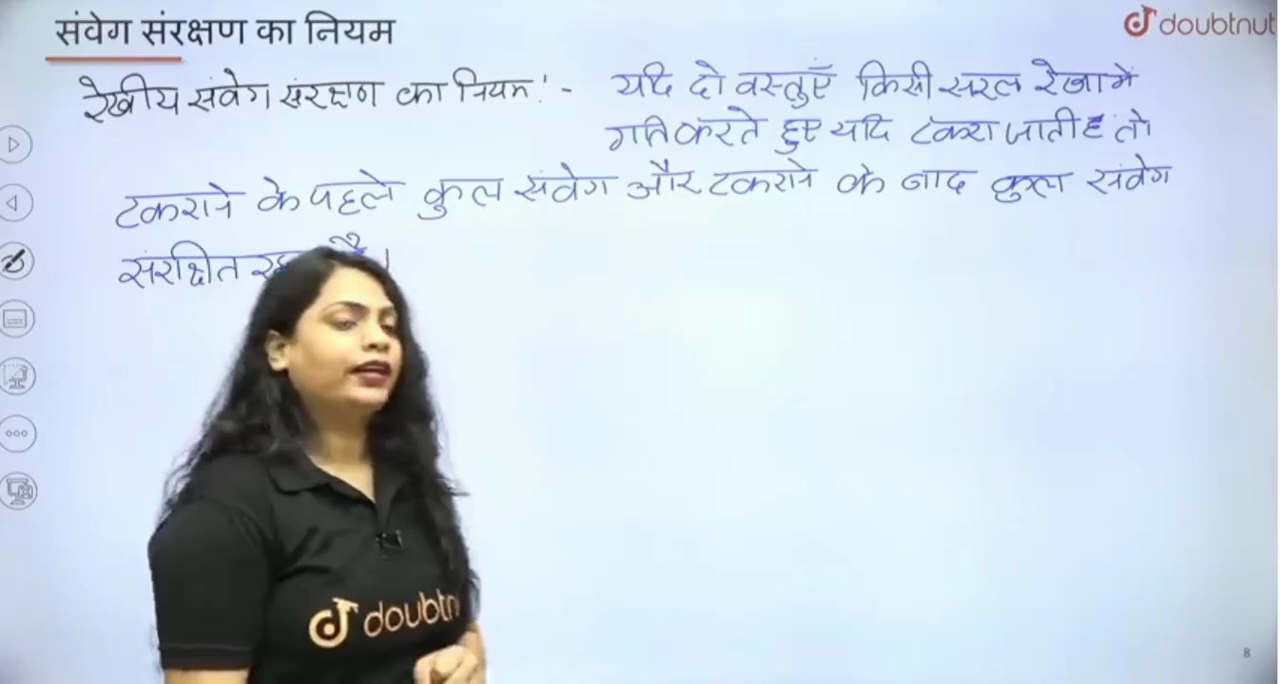 संवेग संरक्षण का नियम
doubtnut
रेखीय संवेग संरक्षण का नियम :- यदि दो वस्तुएँ किसी सरल रेखा में
गति करते हुए यदि टकरा जाती है तो
टकराने के पहले कुल संवेग और टकराने के बाद कुल संवेग
संरक्षित है।
doubtn
8